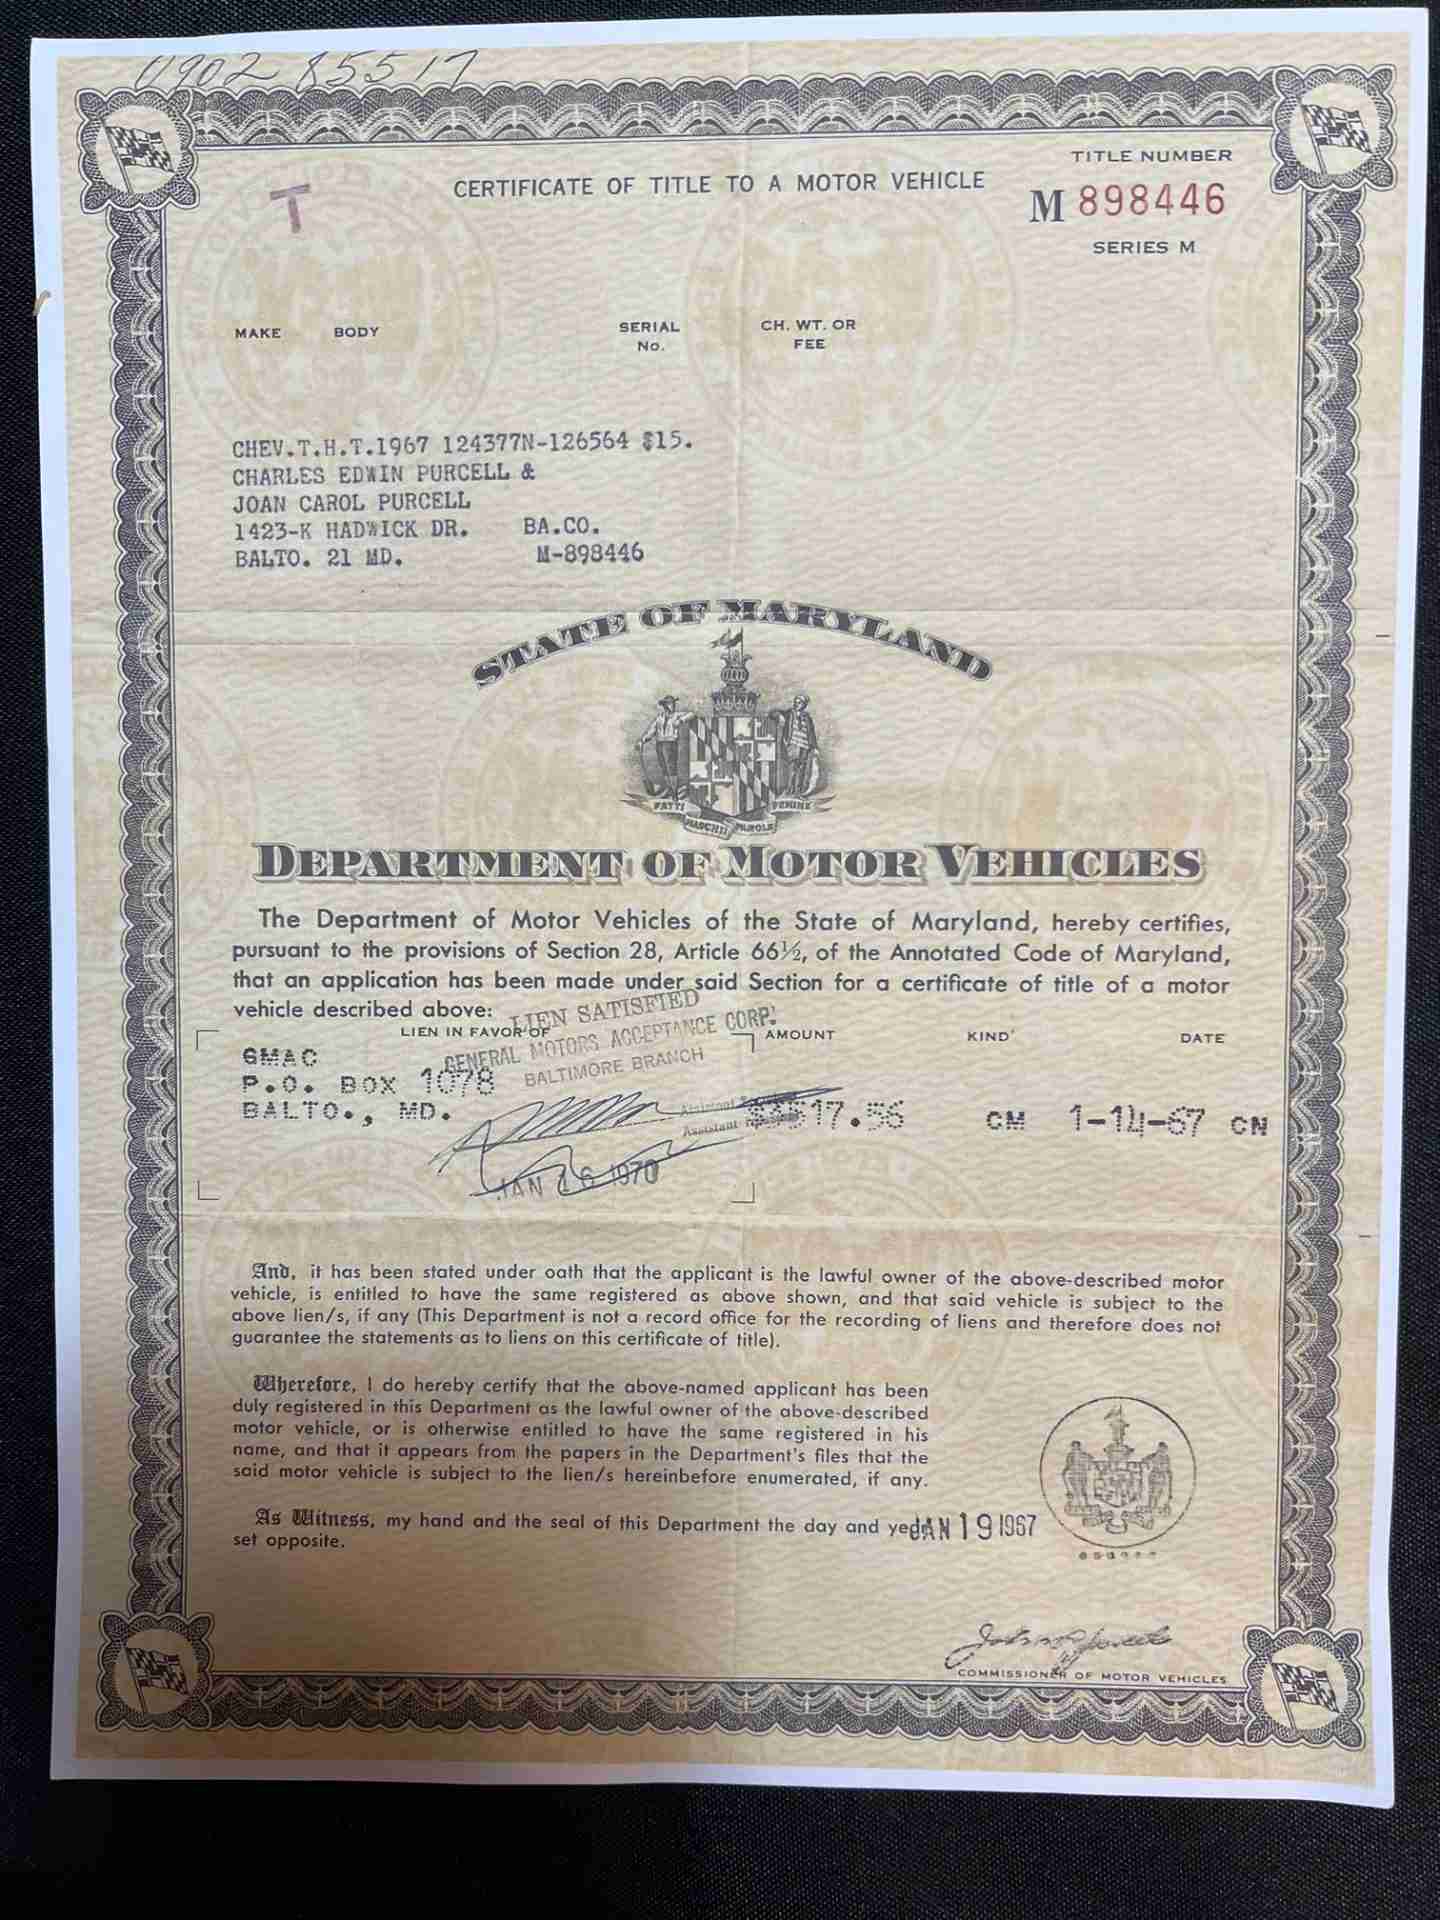 0902 85517
TITLE NUMBER
CERTIFICATE OF TITLE TO A MOTOR VEHICLE
T
M 898446
SERIES M
MAKE BODY SERIAL No. CH. WT. OR FEE
CHEV.T.H.T.1967 124377N-126564 $15.
CHARLES EDWIN PURCELL &
JOAN CAROL PURCELL
1423-K HADWICK DR. BA.CO.
BALTO. 21 MD. M-898446
STATE OF MARYLAND
FATTI MASCHII PAROLE FEMINE
DEPARTMENT OF MOTOR VEHICLES
The Department of Motor Vehicles of the State of Maryland, hereby certifies,
pursuant to the provisions of Section 28, Article 66½, of the Annotated Code of Maryland,
that an application has been made under said Section for a certificate of title of a motor
vehicle described above:
LIEN SATISFIED
GENERAL MOTORS ACCEPTANCE CORP.
BALTIMORE BRANCH
LIEN IN FAVOR OF AMOUNT KIND DATE
GMAC
P.O. BOX 1078
BALTO., MD. 17.56 CM 1-14-67 CN
Assistant
Assistant
JAN 1970
And, it has been stated under oath that the applicant is the lawful owner of the above-described motor
vehicle, is entitled to have the same registered as above shown, and that said vehicle is subject to the
above lien/s, if any (This Department is not a record office for the recording of liens and therefore does not
guarantee the statements as to liens on this certificate of title).
Wherefore, I do hereby certify that the above-named applicant has been
duly registered in this Department as the lawful owner of the above-described
motor vehicle, or is otherwise entitled to have the same registered in his
name, and that it appears from the papers in the Department's files that the
said motor vehicle is subject to the lien/s hereinbefore enumerated, if any.
As Witness, my hand and the seal of this Department the day and year JAN 19 1967
set opposite.
COMMISSIONER OF MOTOR VEHICLES